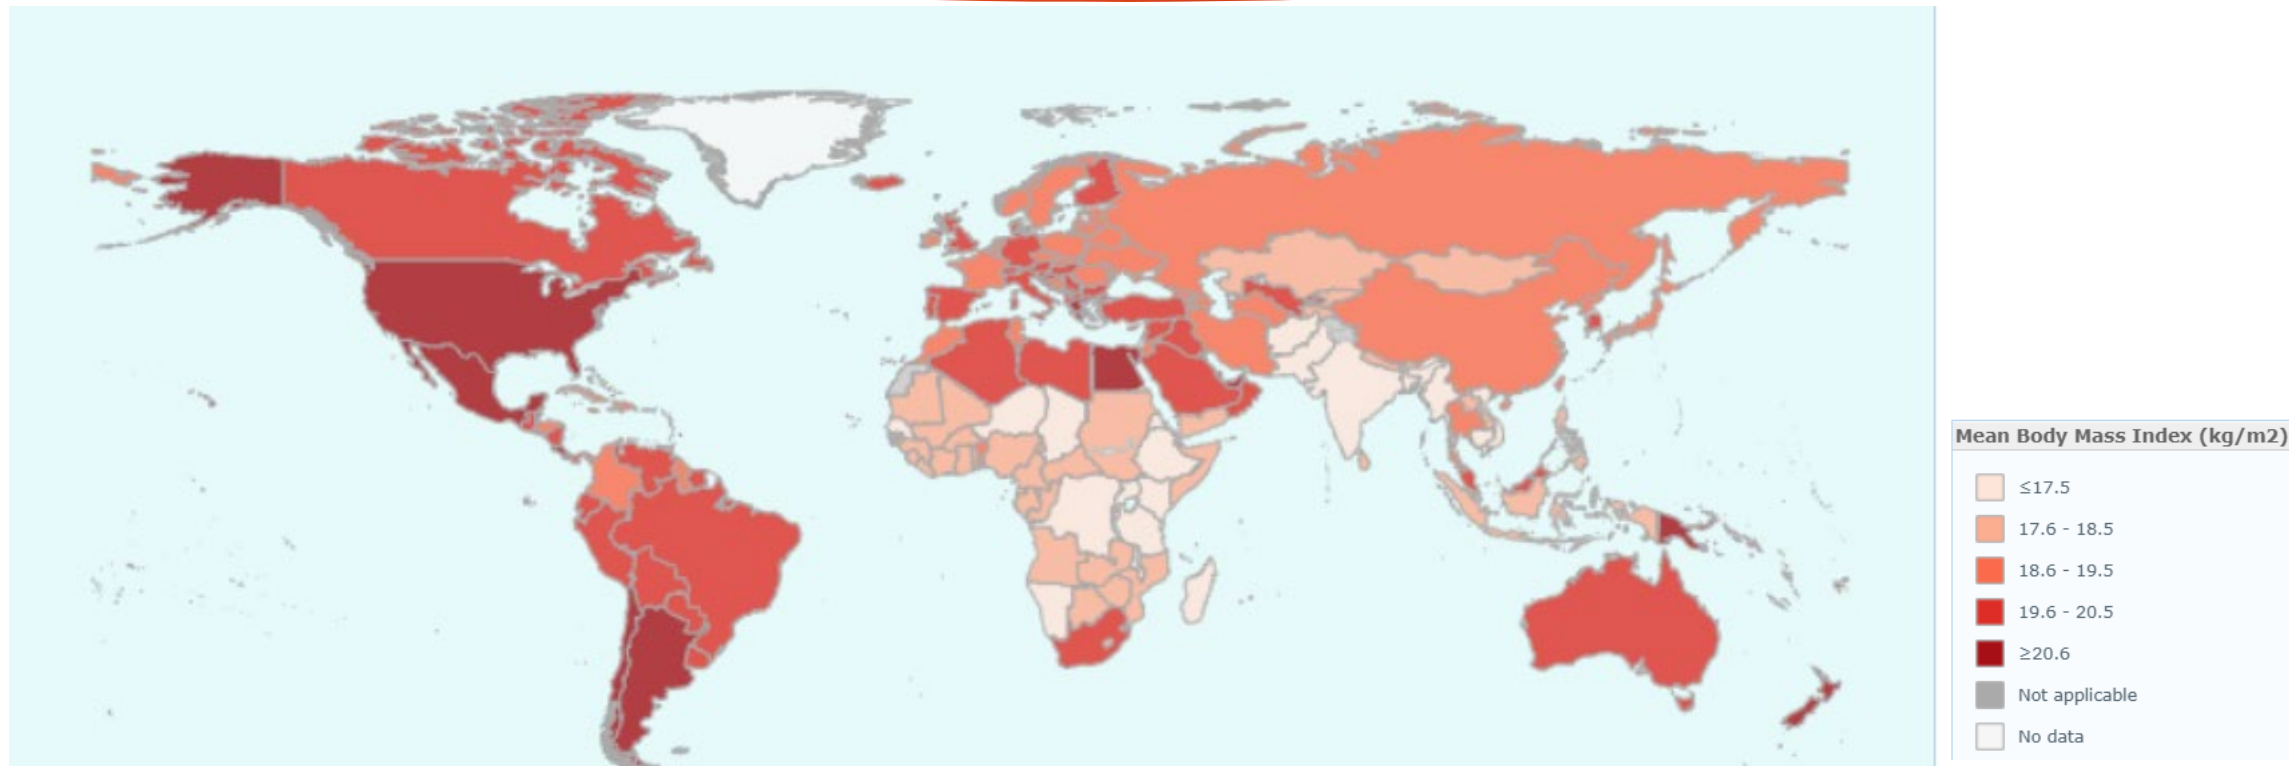 Mean Body Mass Index (kg/m2)
≤17.5
17.6 - 18.5
18.6 - 19.5
19.6 - 20.5
≥20.6
Not applicable
No data